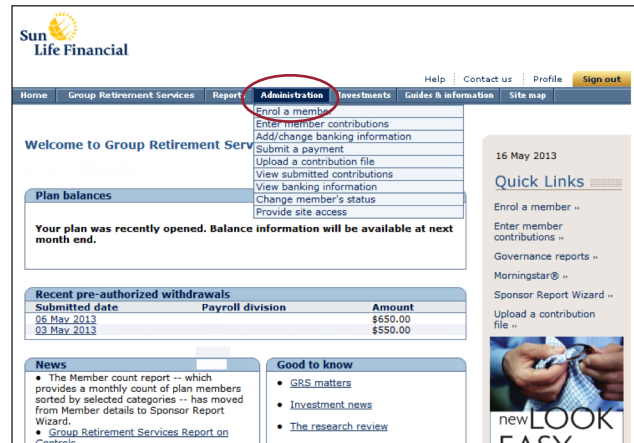 Sun
Life Financial
Help Contact us Profile Sign out
Home Group Retirement Services Reports Administration Investments Guides & information Site map
Enrol a member
Enter member contributions
Add/change banking information
Submit a payment
Upload a contribution file
View submitted contributions
View banking information
Change member's status
Provide site access
Welcome to Group Retirement Serv
Plan balances
Your plan was recently opened. Balance information will be available at next
month end.
Recent pre-authorized withdrawals
Submitted date Payroll division Amount
06 May 2013 $650.00
03 May 2013 $550.00
News
• The Member count report -- which
provides a monthly count of plan members
sorted by selected categories -- has moved
from Member details to Sponsor Report
Wizard.
• Group Retirement Services Report on
Controls
Good to know
• GRS matters
• Investment news
• The research review
16 May 2013
Quick Links
Enrol a member »
Enter member
contributions »
Governance reports »
Morningstar® »
Sponsor Report Wizard »
Upload a contribution
file »
new LOOK
EASY